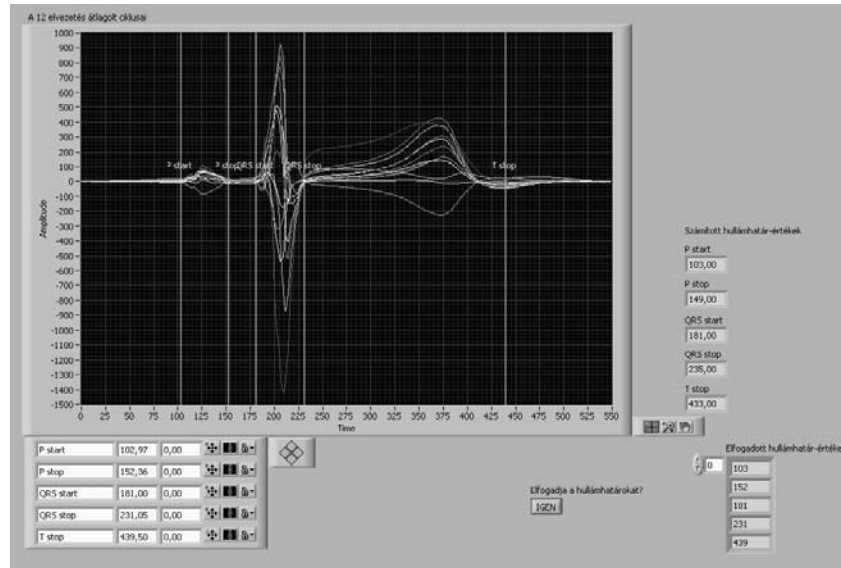 A 12 elvezetés átlagolt ciklusai
1000
900
800
700
600
500
400
300
200
100
0
-100
-200
-300
-400
-500
-600
-700
-800
-900
-1000
-1100
-1200
-1300
-1400
-1500
Amplitude
P start
P stop
QRS start
QRS stop
T stop
0 25 50 75 100 125 150 175 200 225 250 275 300 325 350 375 400 425 450 475 500 525 550
Time
Számított hullámhatár-értékek
P start
103,00
P stop
149,00
QRS start
181,00
QRS stop
235,00
T stop
433,00
P start 102,97 0,00
P stop 152,36 0,00
QRS start 181,00 0,00
QRS stop 231,05 0,00
T stop 439,50 0,00
Elfogadja a hullámhatárokat?
IGEN
Elfogadott hullámhatár-értéke
0
103
152
181
231
439